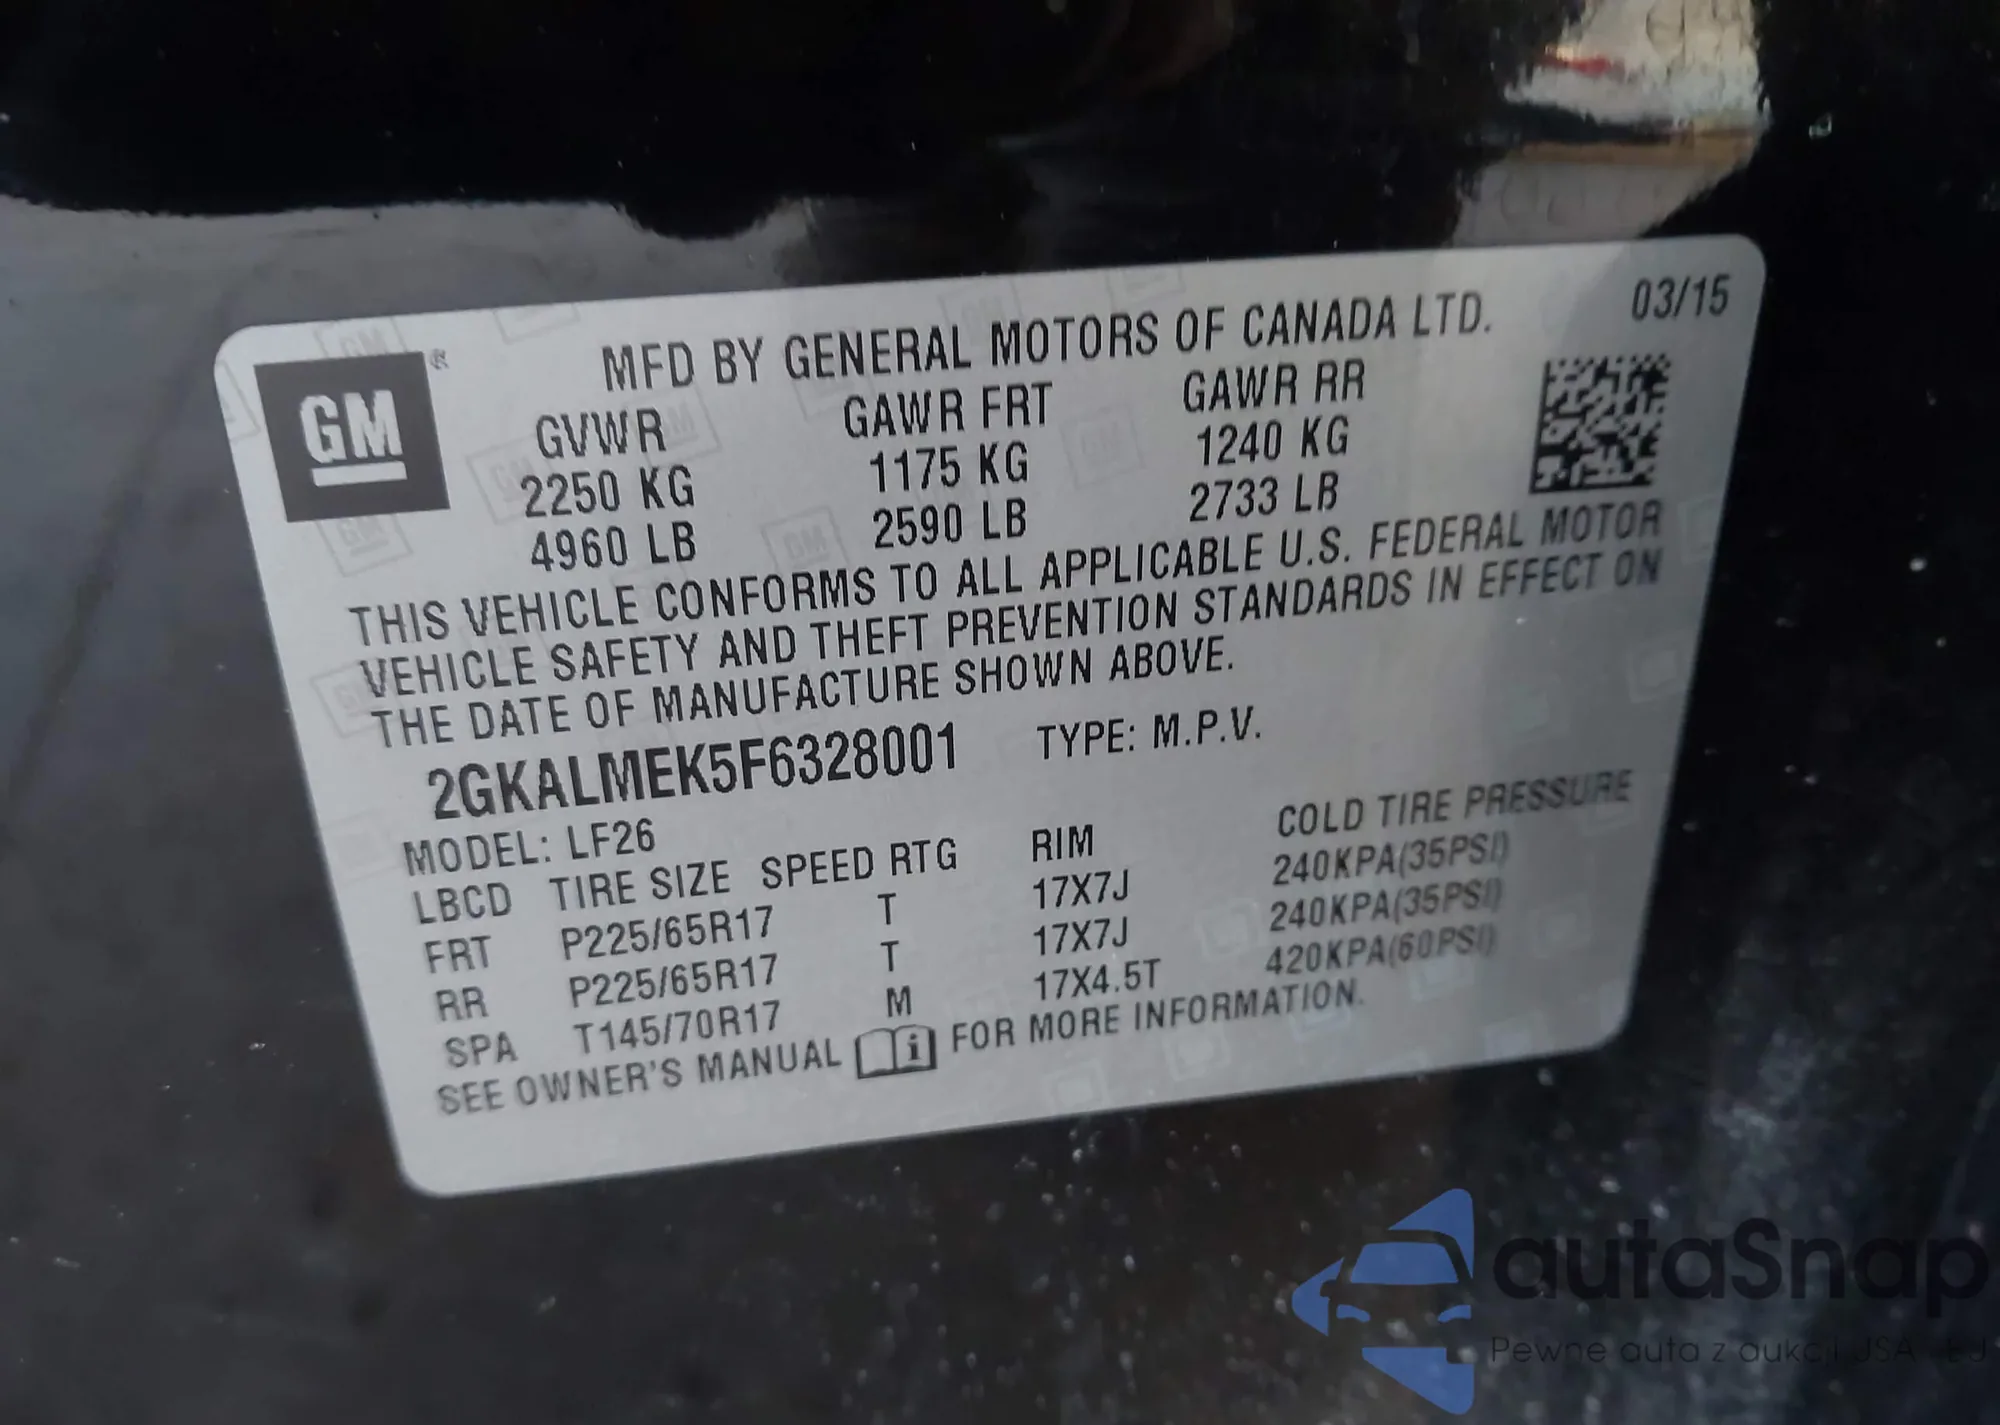 03/15
GM ®
MFD BY GENERAL MOTORS OF CANADA LTD.
GVWR GAWR FRT GAWR RR
2250 KG 1175 KG 1240 KG
4960 LB 2590 LB 2733 LB
THIS VEHICLE CONFORMS TO ALL APPLICABLE U.S. FEDERAL MOTOR
VEHICLE SAFETY AND THEFT PREVENTION STANDARDS IN EFFECT ON
THE DATE OF MANUFACTURE SHOWN ABOVE.
2GKALMEK5F6328001 TYPE: M.P.V.
MODEL: LF26
LBCD TIRE SIZE SPEED RTG RIM COLD TIRE PRESSURE
FRT P225/65R17 T 17X7J 240KPA(35PSI)
RR P225/65R17 T 17X7J 240KPA(35PSI)
SPA T145/70R17 M 17X4.5T 420KPA(60PSI)
SEE OWNER'S MANUAL FOR MORE INFORMATION.
autaSnap
Pewne auta z aukcji USA